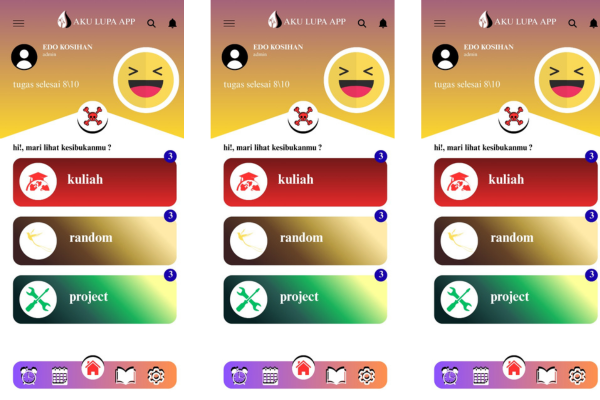 AKU LUPA APP
EDO KOSIHAN
admin
tugas selesai 8\10
hi!, mari lihat kesibukanmu ?
3
kuliah
3
random
3
project
AKU LUPA APP
EDO KOSIHAN
admin
tugas selesai 8\10
hi!, mari lihat kesibukanmu ?
3
kuliah
3
random
3
project
AKU LUPA APP
EDO KOSIHAN
admin
tugas selesai 8\10
hi!, mari lihat kesibukanmu ?
3
kuliah
3
random
3
project